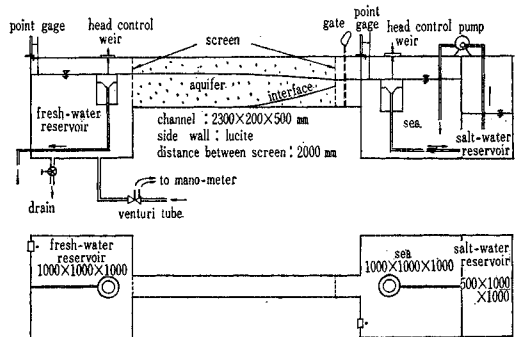 point gage
head control
weir
screen
gate
point
gage
head control
weir
pump
aquifer.
interface.
fresh-water
reservoir
channel : 2300×200×500 mm
side wall : lucite
distance between screen : 2000 mm
sea.
salt-water
reservoir
to mano-meter
drain
venturi tube.
fresh-water
reservoir
1000×1000×1000
sea
1000×1000×1000
salt-water
reservoir
500×1000
×1000